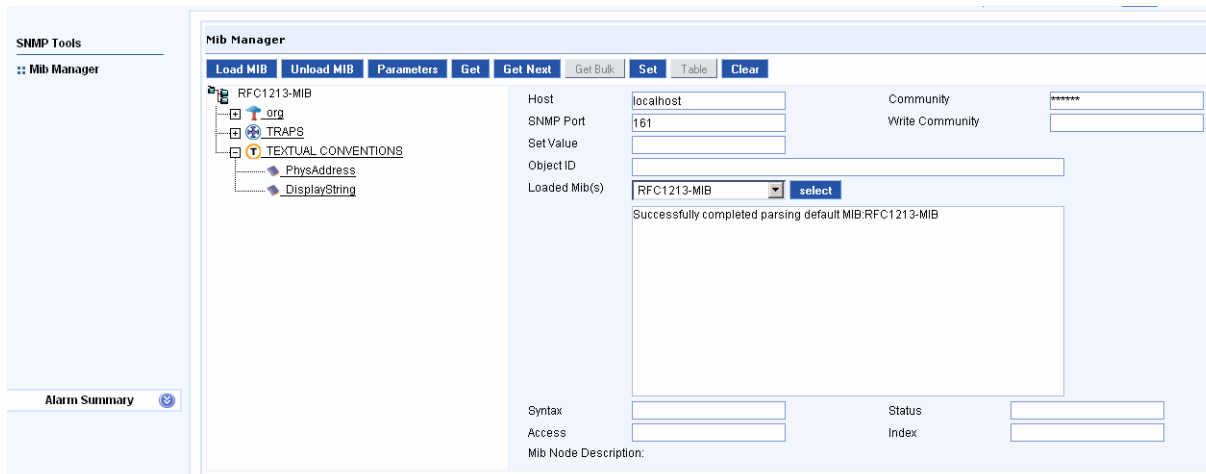 SNMP Tools
Mib Manager
Alarm Summary
Mib Manager
Load MIB Unload MIB Parameters Get Get Next Get Bulk Set Table Clear
RFC1213-MIB
org
TRAPS
T TEXTUAL CONVENTIONS
PhysAddress
DisplayString
Host localhost Community ******
SNMP Port 161 Write Community
Set Value
Object ID
Loaded Mib(s) RFC1213-MIB select
Successfully completed parsing default MIB:RFC1213-MIB
Syntax Status
Access Index
Mib Node Description: